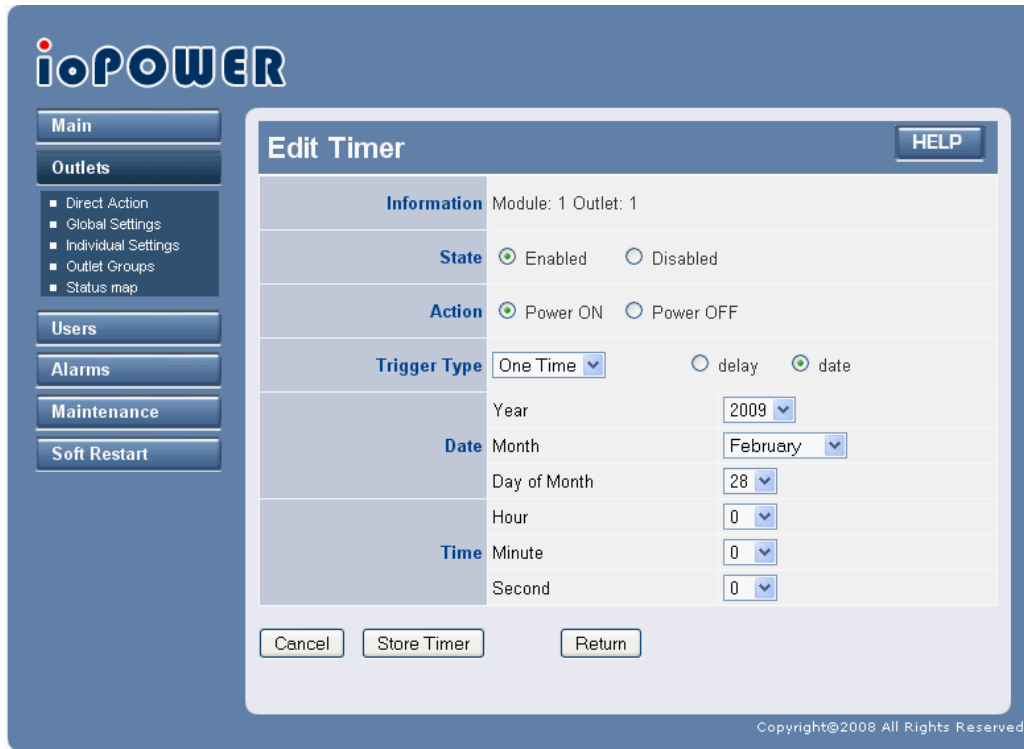 ioPOWER
Main
Outlets
Direct Action
Global Settings
Individual Settings
Outlet Groups
Status map
Users
Alarms
Maintenance
Soft Restart
Edit Timer HELP
Information Module: 1 Outlet: 1
State Enabled Disabled
Action Power ON Power OFF
Trigger Type One Time delay date
Year 2009
Date Month February
Day of Month 28
Hour 0
Time Minute 0
Second 0
Cancel Store Timer Return
Copyright©2008 All Rights Reserved